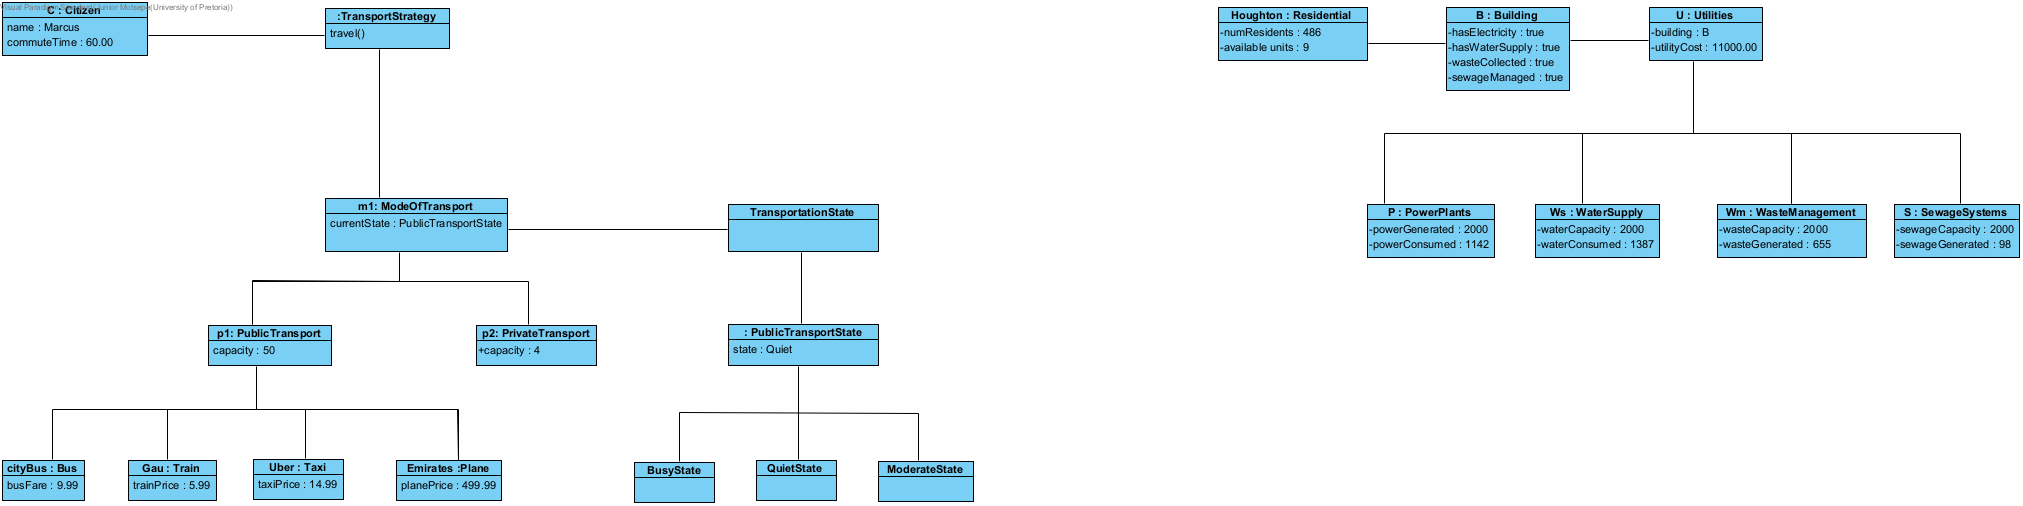 Visual Paradigm Standard(Junior Motsepe(University of Pretoria))
C : Citizen
name : Marcus
commuteTime : 60.00
:TransportStrategy
travel()
m1: ModeOfTransport
currentState : PublicTransportState
TransportationState
p1: PublicTransport
capacity : 50
p2: PrivateTransport
+capacity : 4
: PublicTransportState
state : Quiet
cityBus : Bus
busFare : 9.99
Gau : Train
trainPrice : 5.99
Uber : Taxi
taxiPrice : 14.99
Emirates :Plane
planePrice : 499.99
BusyState
QuietState
ModerateState
Houghton : Residential
-numResidents : 486
-available units : 9
B : Building
-hasElectricity : true
-hasWaterSupply : true
-wasteCollected : true
-sewageManaged : true
U : Utilities
-building : B
-utilityCost : 11000.00
P : PowerPlants
-powerGenerated : 2000
-powerConsumed : 1142
Ws : WaterSupply
-waterCapacity : 2000
-waterConsumed : 1387
Wm : WasteManagement
-wasteCapacity : 2000
-wasteGenerated : 655
S : SewageSystems
-sewageCapacity : 2000
-sewageGenerated : 98